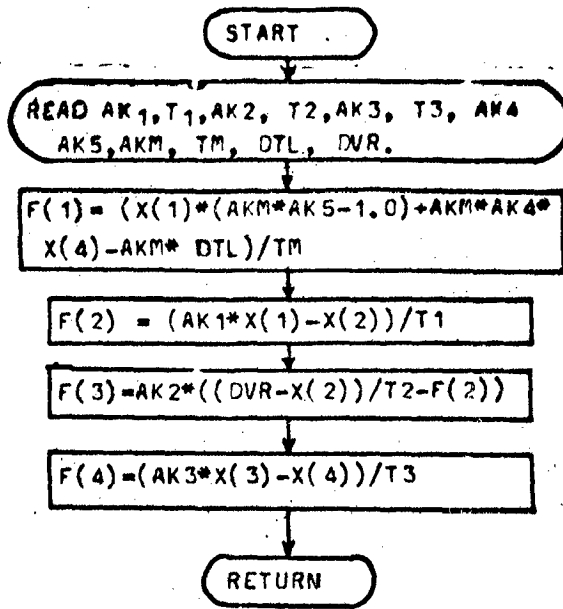 START
READ AK1, T1, AK2, T2, AK3, T3, AK4
AK5, AKM, TM, DTL, DVR.
F(1)= (X(1)*(AKM*AK5-1.0)+AKM*AK4*
X(4)-AKM* DTL)/TM
F(2) = (AK1*X(1)-X(2))/T1
F(3)=AK2*((DVR-X(2))/T2-F(2))
F(4)=(AK3*X(3)-X(4))/T3
RETURN